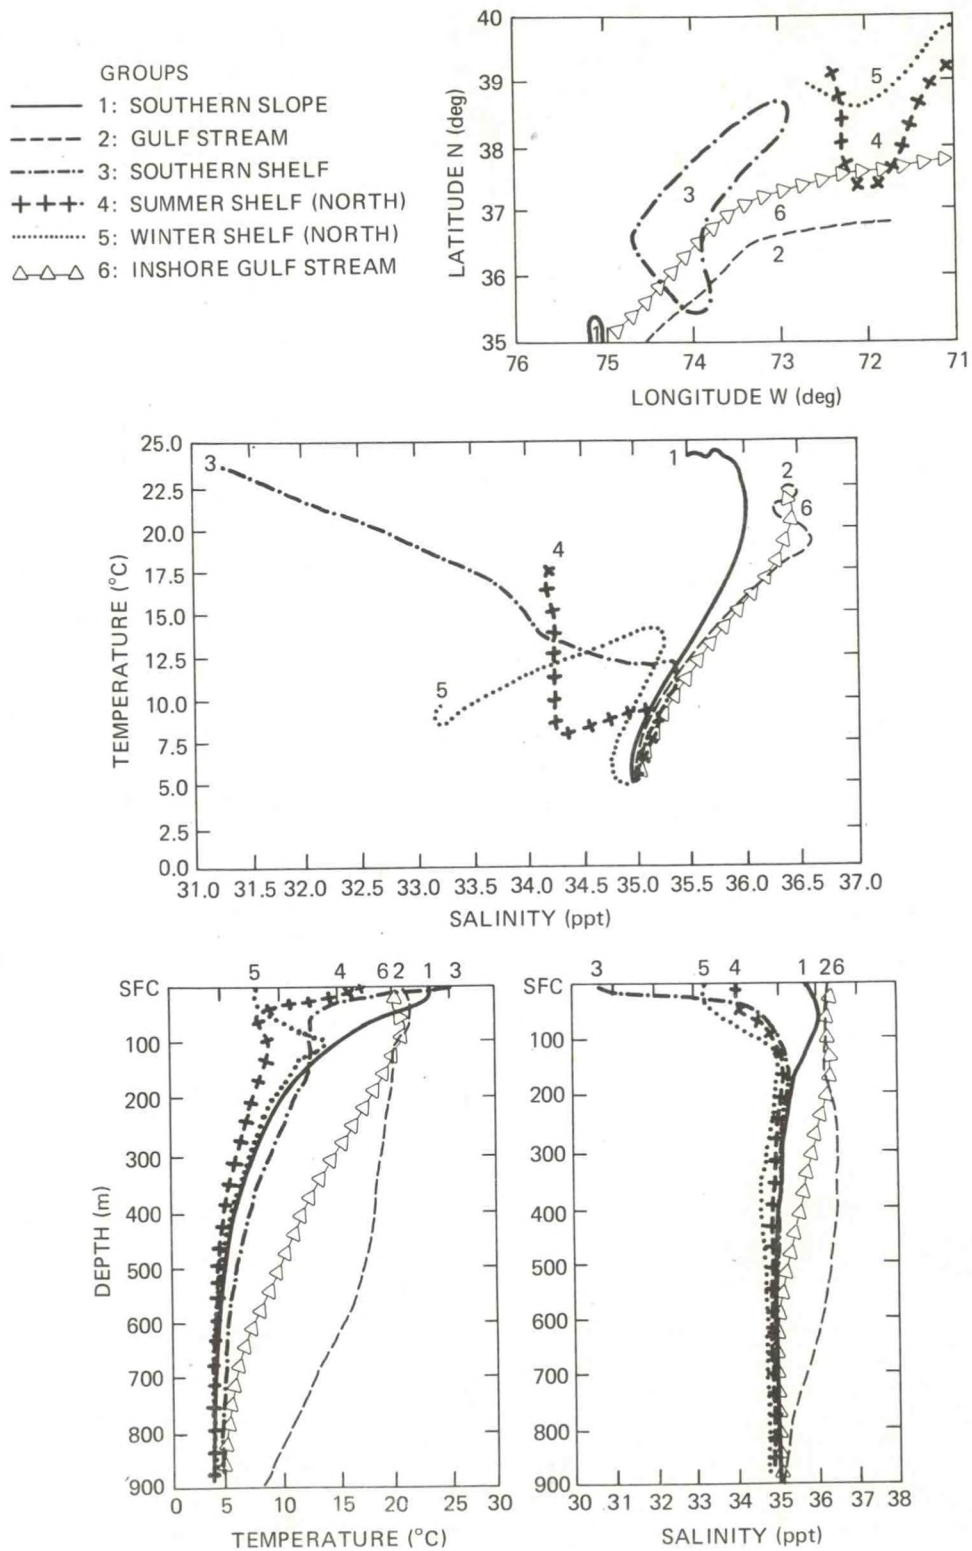 GROUPS
1: SOUTHERN SLOPE
2: GULF STREAM
3: SOUTHERN SHELF
4: SUMMER SHELF (NORTH)
5: WINTER SHELF (NORTH)
6: INSHORE GULF STREAM
LATITUDE N (deg)
40
39
38
37
36
35
5
4
3
6
2
1
76 75 74 73 72 71
LONGITUDE W (deg)
TEMPERATURE (°C)
25.0
22.5
20.0
17.5
15.0
12.5
10.0
7.5
5.0
2.5
0.0
3
1
2
6
4
5
31.0 31.5 32.0 32.5 33.0 33.5 34.0 34.5 35.0 35.5 36.0 36.5 37.0
SALINITY (ppt)
5 4 6 2 1 3
DEPTH (m)
SFC
100
200
300
400
500
600
700
800
900
0 5 10 15 20 25 30
TEMPERATURE (°C)
3 5 4 1 2 6
SFC
100
200
300
400
500
600
700
800
900
30 31 32 33 34 35 36 37 38
SALINITY (ppt)